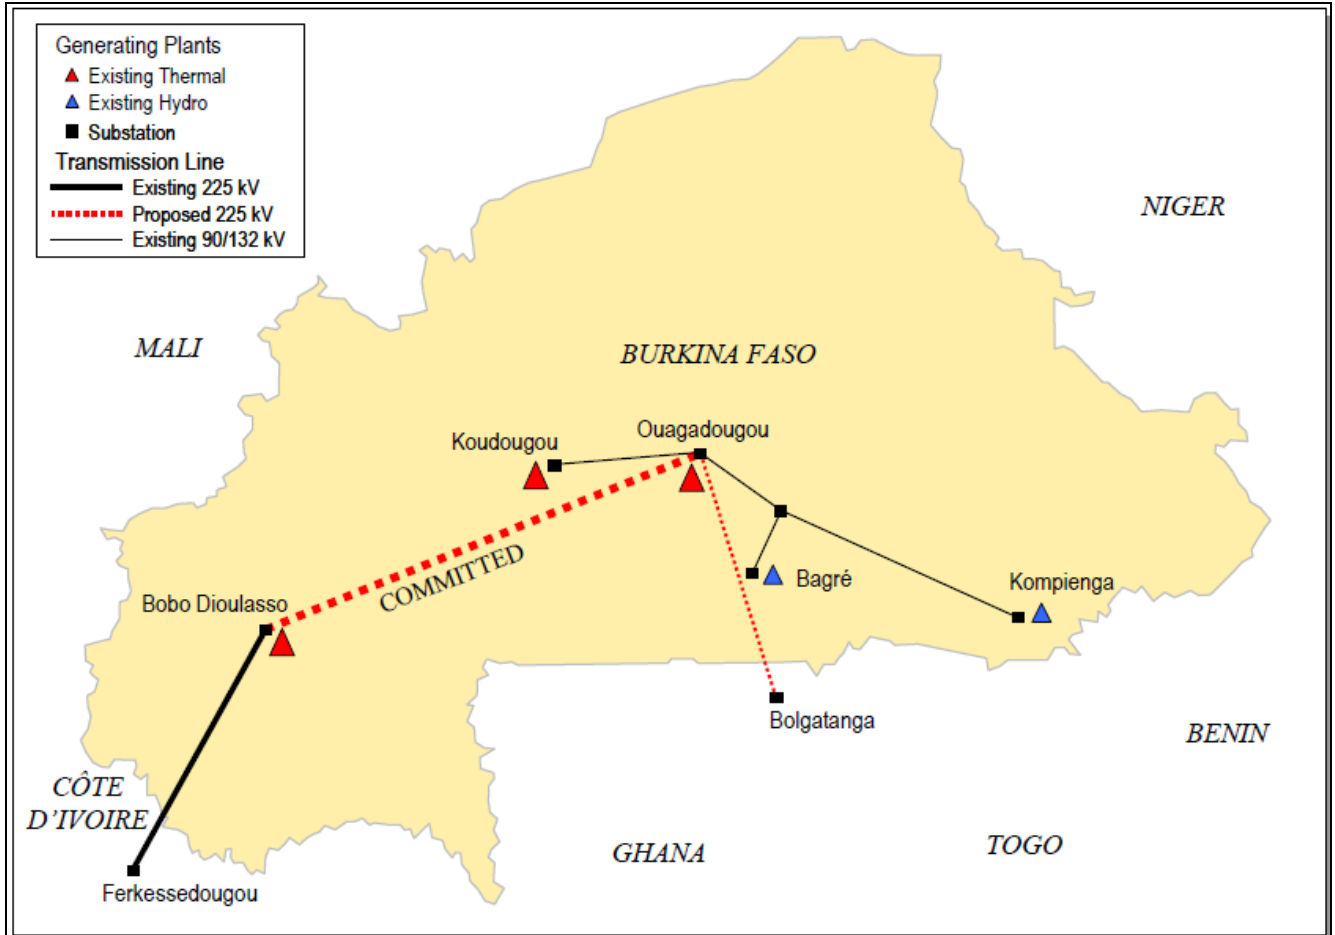 Generating Plants
Existing Thermal
Existing Hydro
Substation
Transmission Line
Existing 225 kV
Proposed 225 kV
Existing 90/132 kV
NIGER
MALI
BURKINA FASO
Ouagadougou
Koudougou
COMMITTED
Bagré
Kompienga
Bobo Dioulasso
Bolgatanga
BENIN
CÔTE
D'IVOIRE
TOGO
GHANA
Ferkessedougou